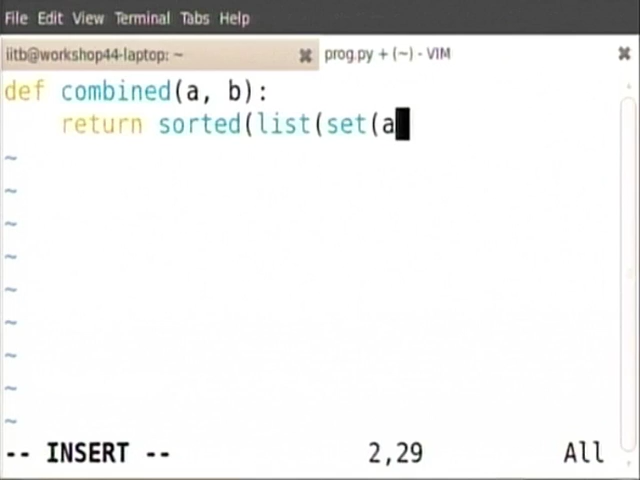 File Edit View Terminal Tabs Help
iitb@workshop44-laptop: ~ prog.py + (~) - VIM
def combined(a, b):
    return sorted(list(set(a
~
~
~
~
~
~
~
~
~
-- INSERT -- 2,29 All